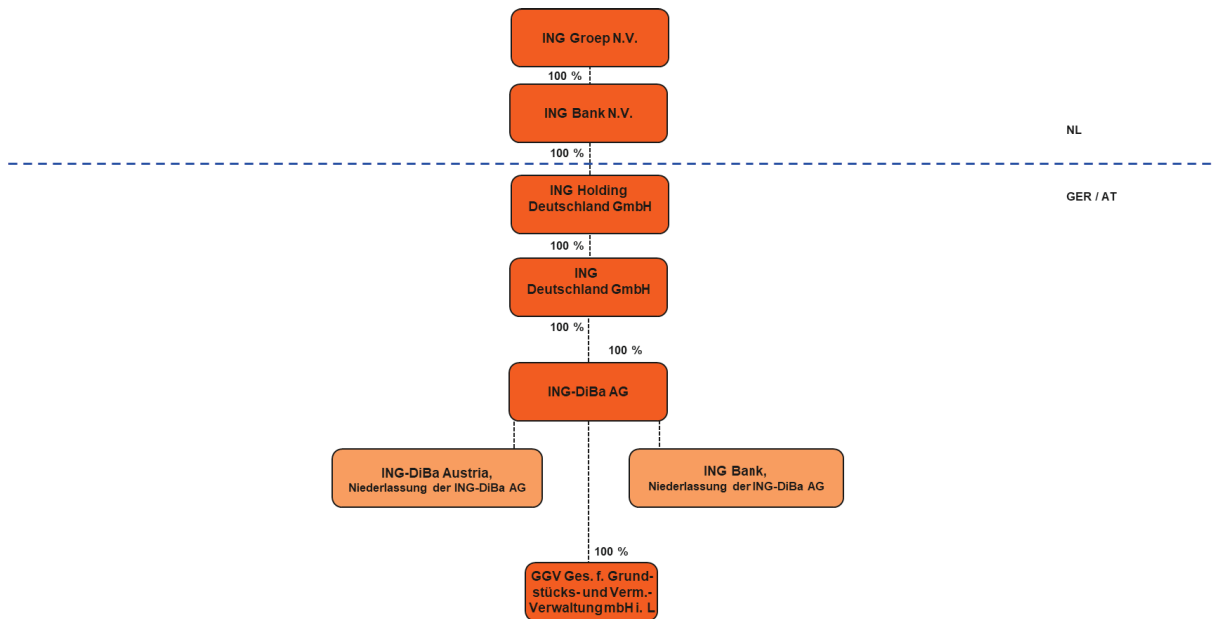 ING Groep N.V.
100 %
ING Bank N.V.
NL
100 %
ING Holding
Deutschland GmbH
GER / AT
100 %
ING
Deutschland GmbH
100 %
100 %
ING-DiBa AG
ING-DiBa Austria,
Niederlassung der ING-DiBa AG
ING Bank,
Niederlassung der ING-DiBa AG
100 %
GGV Ges. f. Grund-
stücks- und Verm.-
Verwaltung mbH i. L